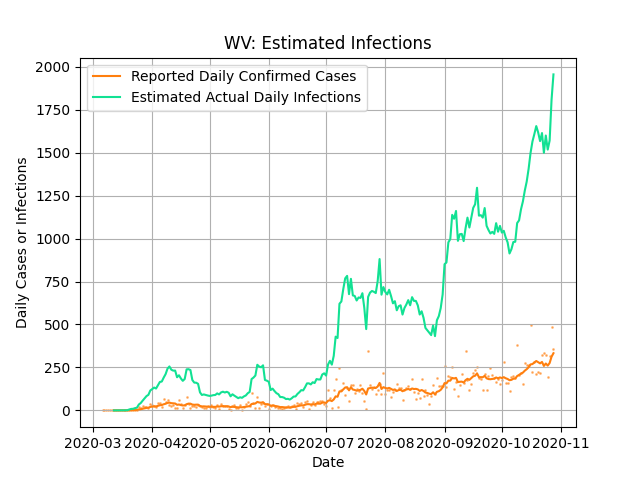 WV: Estimated Infections
Reported Daily Confirmed Cases
Estimated Actual Daily Infections
Daily Cases or Infections
2000
1750
1500
1250
1000
750
500
250
0
2020-03 2020-04 2020-05 2020-06 2020-07 2020-08 2020-09 2020-10 2020-11
Date